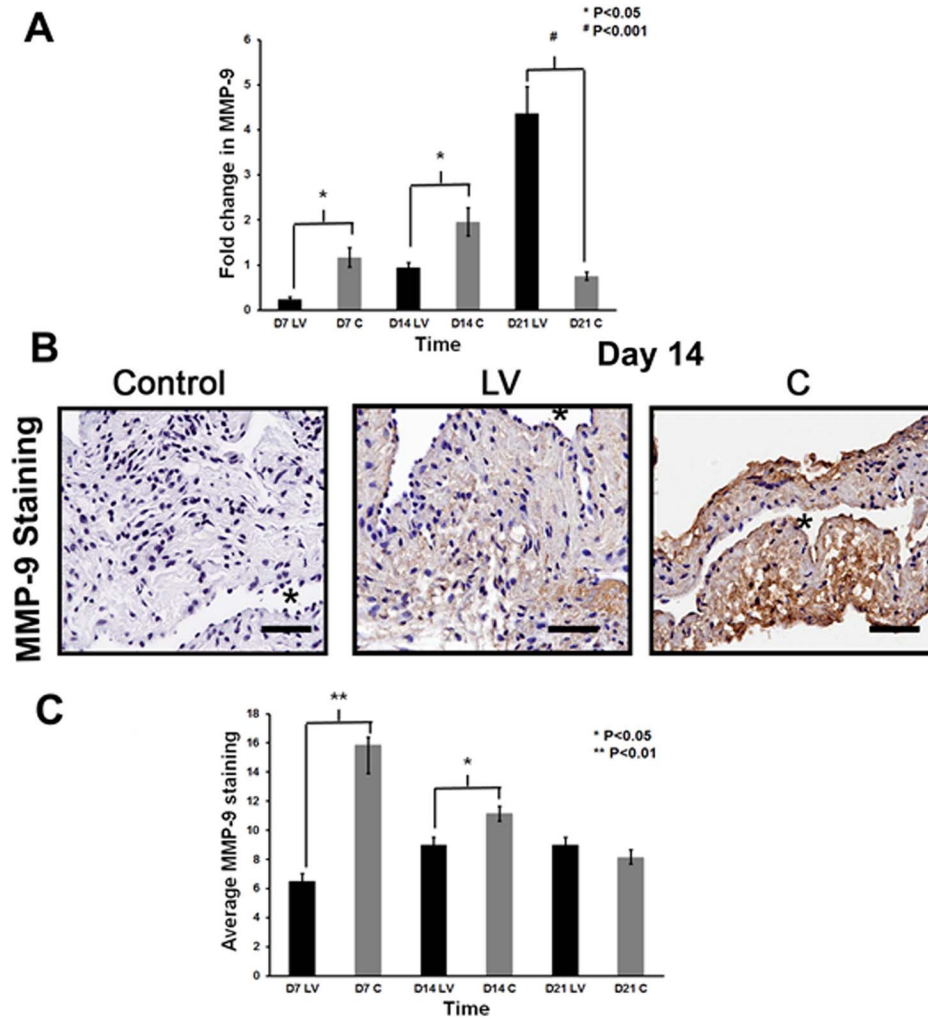 A
* P<0.05
# P<0.001
#
*
*
Fold change in MMP-9
6
5
4
3
2
1
0
D7 LV D7 C D14 LV D14 C D21 LV D21 C
Time
B
Day 14
Control LV C
MMP-9 Staining
*
*
*
C
**
*
* P<0.05
** P<0.01
Average MMP-9 staining
18
16
14
12
10
8
6
4
2
0
D7 LV D7 C D14 LV D14 C D21 LV D21 C
Time